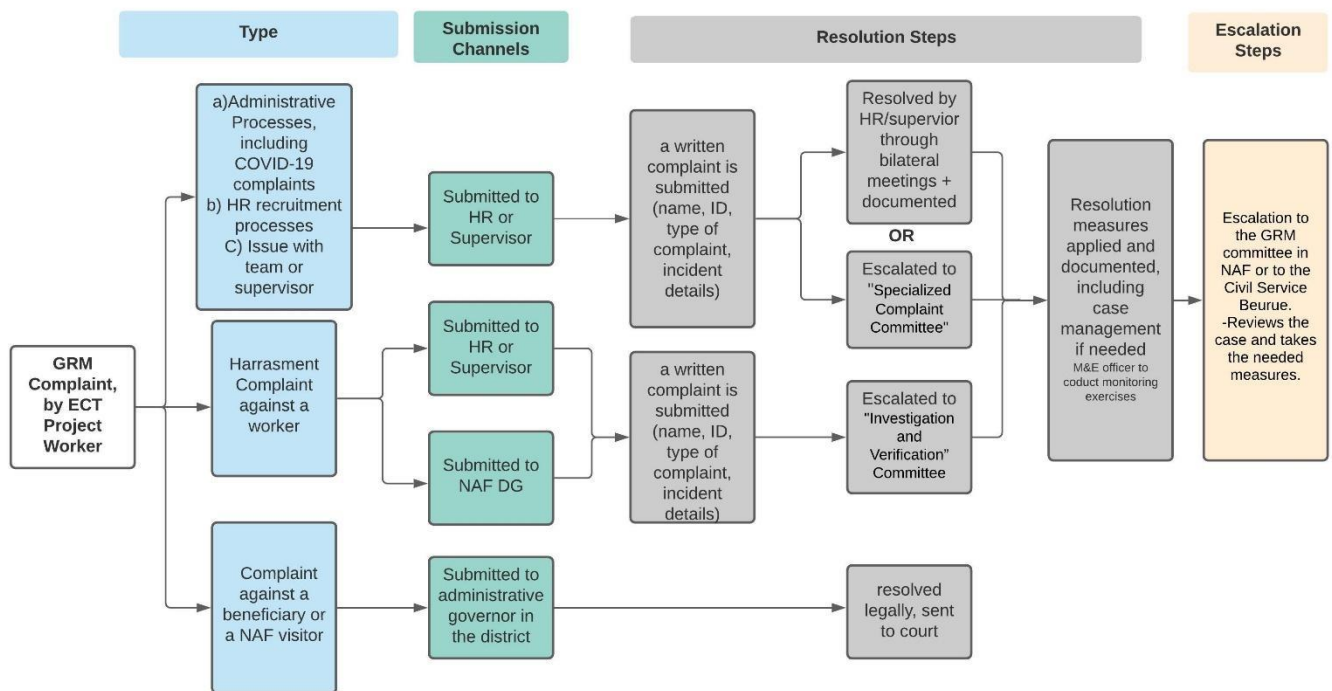 Type
Submission
Channels
Resolution Steps
Escalation
Steps
GRM
Complaint,
by ECT
Project
Worker
a)Administrative
Processes,
including
COVID-19
complaints
b) HR recruitment
processes
C) Issue with
team or
supervisor
Submitted to
HR or
Supervisor
a written
complaint is
submitted
(name, ID,
type of
complaint,
incident
details)
Resolved by
HR/supervior
through
bilateral
meetings +
documented
OR
Escalated to
"Specialized
Complaint
Committee"
Harrasment
Complaint
against a
worker
Submitted to
HR or
Supervisor
Submitted to
NAF DG
a written
complaint is
submitted
(name, ID,
type of
complaint,
incident
details)
Escalated to
"Investigation
and
Verification”
Committee
Resolution
measures
applied and
documented,
including
case
management
if needed
M&E officer to
coduct monitoring
exercises
Escalation to
the GRM
committee in
NAF or to the
Civil Service
Beurue.
-Reviews the
case and takes
the needed
measures.
Complaint
against a
beneficiary or
a NAF visitor
Submitted to
administrative
governor in
the district
resolved
legally, sent
to court